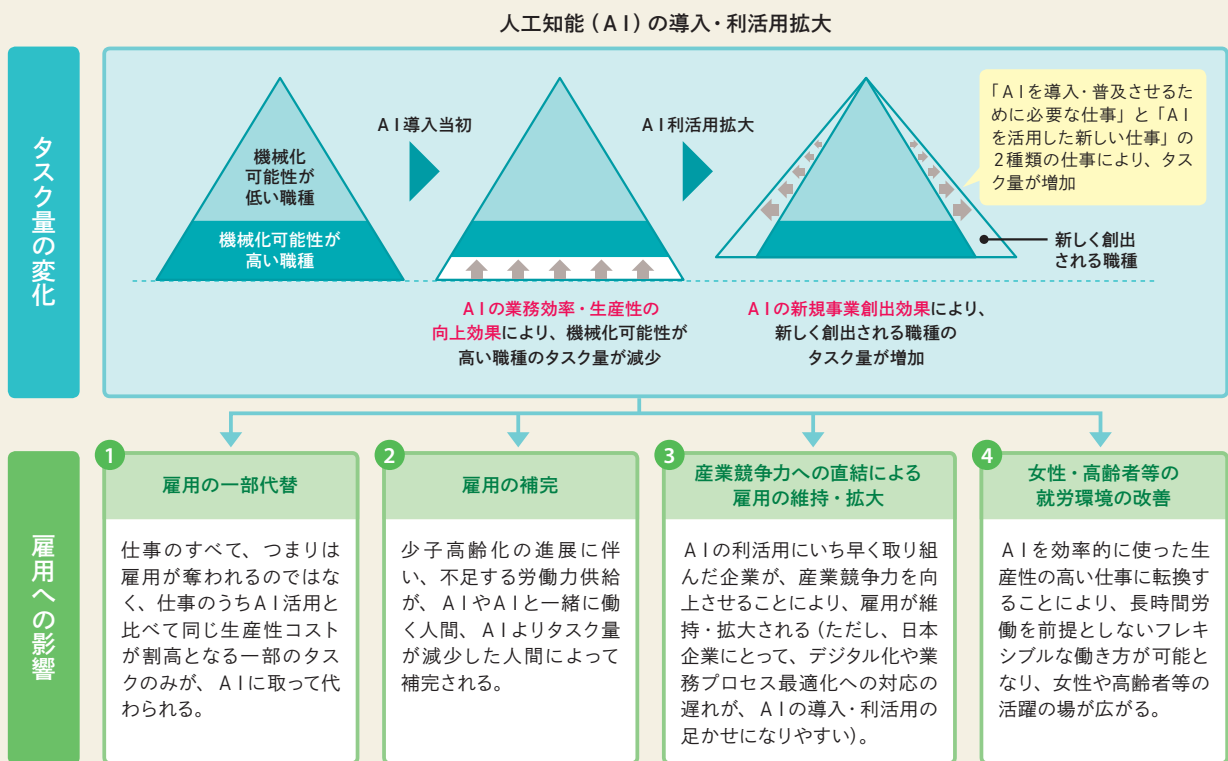 人工知能（AI）の導入・利活用拡大
タスク量の変化
機械化
可能性が
低い職種
機械化可能性が
高い職種
AI導入当初
AIの業務効率・生産性の
向上効果により、機械化可能性が
高い職種のタスク量が減少
AI利活用拡大
「AIを導入・普及させるた
めに必要な仕事」と「AI
を活用した新しい仕事」の
2種類の仕事により、タス
ク量が増加
新しく創出
される職種
AIの新規事業創出効果により、
新しく創出される職種の
タスク量が増加
雇用への影響
1
雇用の一部代替
仕事のすべて、つまりは
雇用が奪われるのではな
く、仕事のうちAI活用と
比べて同じ生産性コスト
が割高となる一部のタス
クのみが、AIに取って代
わられる。
2
雇用の補完
少子高齢化の進展に伴
い、不足する労働力供給
が、AIやAIと一緒に働
く人間、AIよりタスク量
が減少した人間によって
補完される。
3
産業競争力への直結による
雇用の維持・拡大
AIの利活用にいち早く取り組
んだ企業が、産業競争力を向
上させることにより、雇用が維
持・拡大される（ただし、日本
企業にとって、デジタル化や業
務プロセス最適化への対応の
遅れが、AIの導入・利活用の
足かせになりやすい）。
4
女性・高齢者等の
就労環境の改善
AIを効率的に使った生
産性の高い仕事に転換す
ることにより、長時間労
働を前提としないフレキ
シブルな働き方が可能と
なり、女性や高齢者等の
活躍の場が広がる。